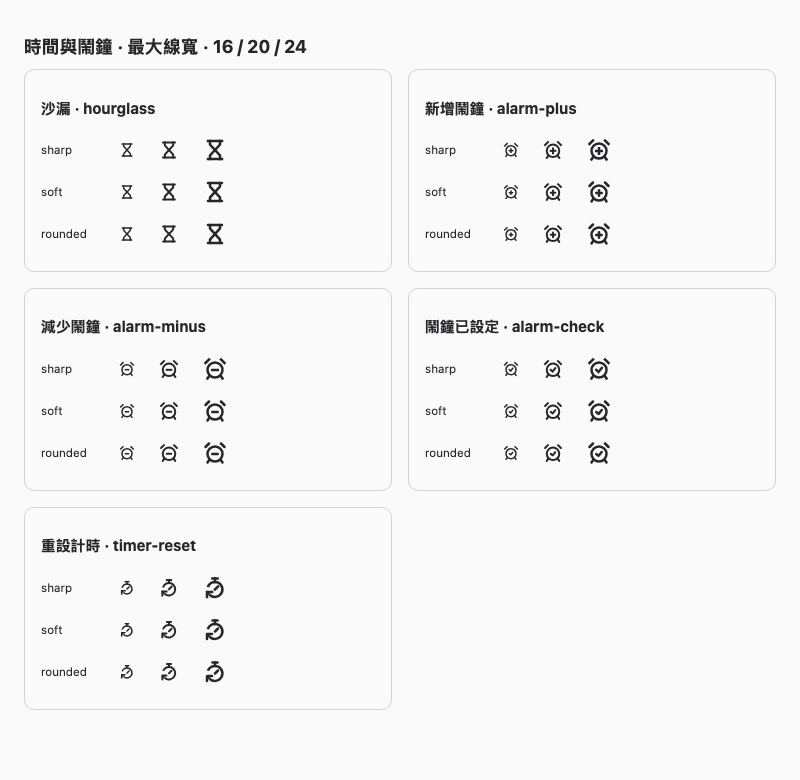 時間與鬧鐘 · 最大線寬 · 16 / 20 / 24
沙漏 · hourglass
sharp
soft
rounded
新增鬧鐘 · alarm-plus
sharp
soft
rounded
減少鬧鐘 · alarm-minus
sharp
soft
rounded
鬧鐘已設定 · alarm-check
sharp
soft
rounded
重設計時 · timer-reset
sharp
soft
rounded